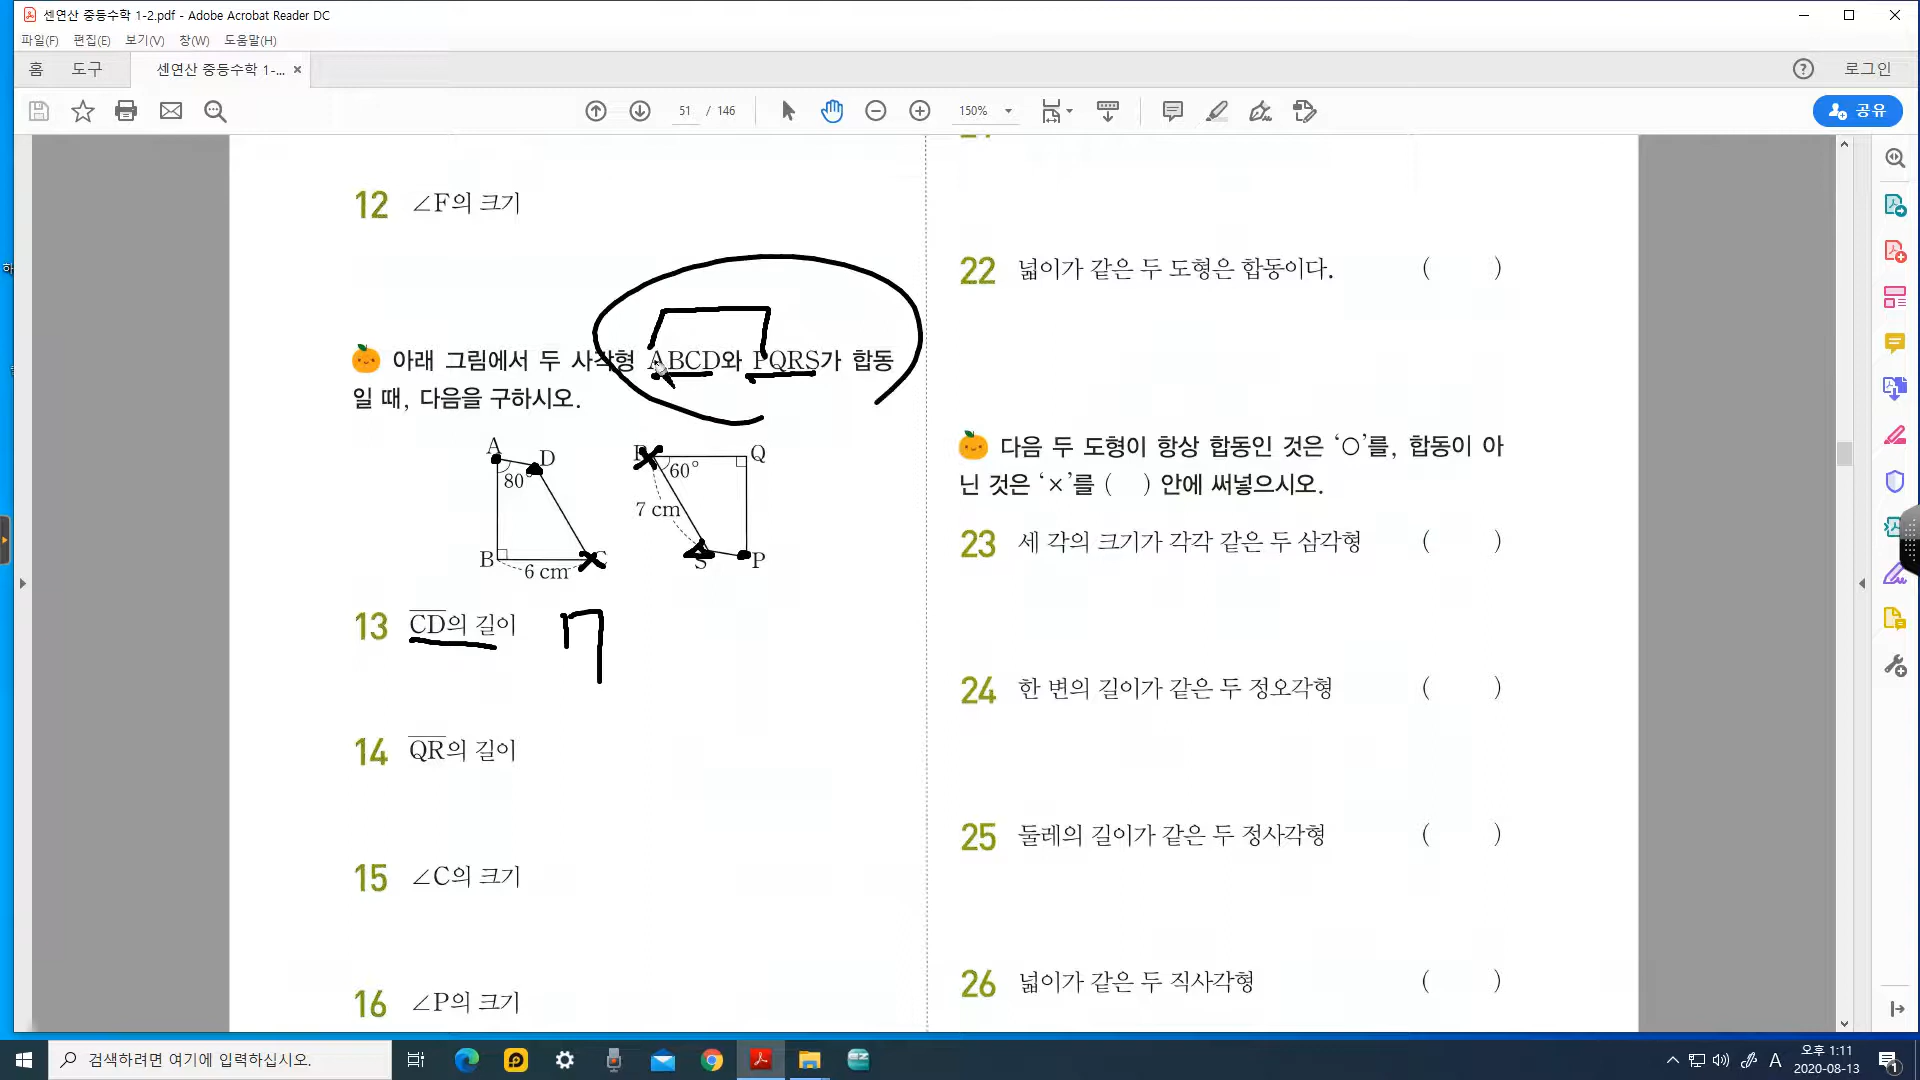 센연산 중등수학 1-2.pdf - Adobe Acrobat Reader DC
파일(F) 편집(E) 보기(V) 창(W) 도움말(H)
홈 도구 센연산 중등수학 1-... × 로그인
51 / 146 150% 공유
12 ∠F의 크기
아래 그림에서 두 사각형 ABCD와 PQRS가 합동
일 때, 다음을 구하시오.
A D 80° B C 6 cm
60° Q 7 cm S P
13 CD의 길이 7
14 QR의 길이
15 ∠C의 크기
16 ∠P의 크기
22 넓이가 같은 두 도형은 합동이다. ( )
다음 두 도형이 항상 합동인 것은 ‘○’를, 합동이 아
닌 것은 ‘×’를 ( ) 안에 써넣으시오.
23 세 각의 크기가 각각 같은 두 삼각형 ( )
24 한 변의 길이가 같은 두 정오각형 ( )
25 둘레의 길이가 같은 두 정사각형 ( )
26 넓이가 같은 두 직사각형 ( )
검색하려면 여기에 입력하십시오.
A 오후 1:11
2020-08-13
1